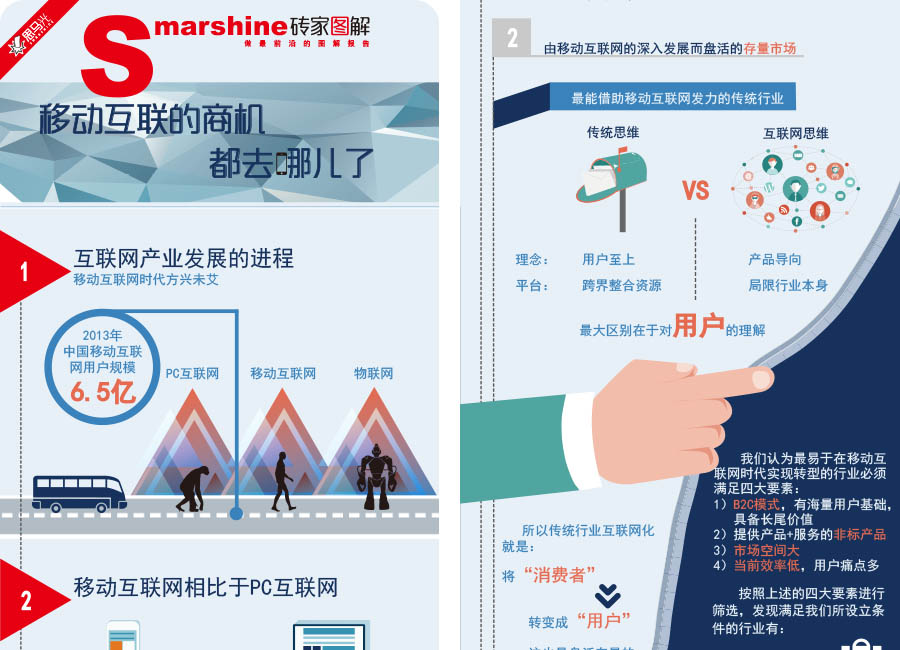 思马光
Smarshine砖家图解
做最前沿的图解报告
移动互联的商机
都去哪儿了
1
互联网产业发展的进程
移动互联网时代方兴未艾
2013年
中国移动互联
网用户规模
6.5亿
PC互联网
移动互联网
物联网
2
移动互联网相比于PC互联网
2
由移动互联网的深入发展而盘活的存量市场
最能借助移动互联网发力的传统行业
传统思维
互联网思维
VS
理念：
用户至上
产品导向
平台：
跨界整合资源
局限行业本身
最大区别在于对用户的理解
我们认为最易于在移动互
联网时代实现转型的行业必须
满足四大要素：
1）B2C模式，有海量用户基础，
具备长尾价值
2）提供产品+服务的非标产品
3）市场空间大
4）当前效率低，用户痛点多
按照上述的四大要素进行
筛选，发现满足我们所设立条
件的行业有：
所以传统行业互联网化
就是：
将“消费者”
转变成“用户”